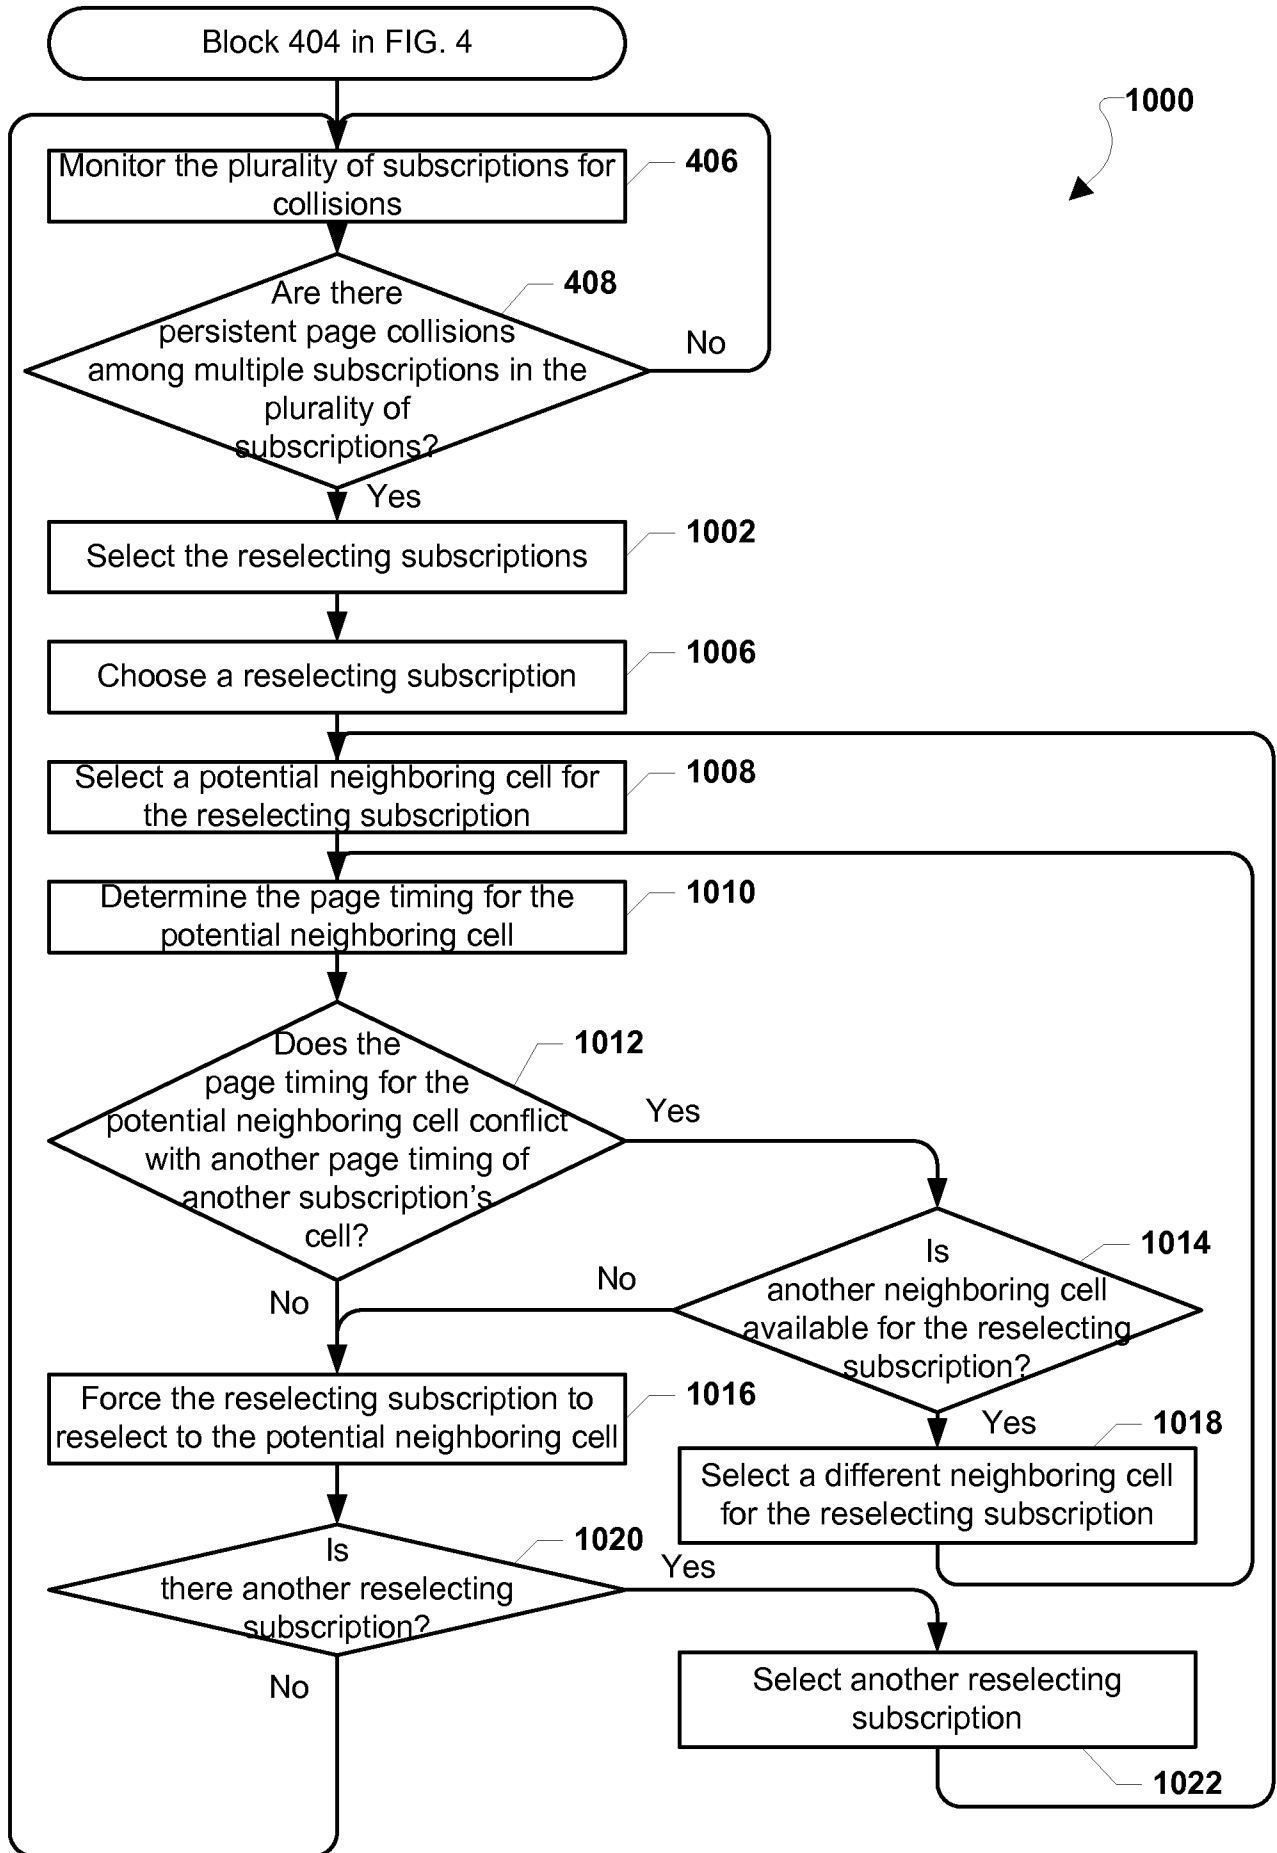 Block 404 in FIG. 4
1000
Monitor the plurality of subscriptions for
collisions
406
Are there
persistent page collisions
among multiple subscriptions in the
plurality of
subscriptions?
408
No
Yes
Select the reselecting subscriptions
1002
Choose a reselecting subscription
1006
Select a potential neighboring cell for
the reselecting subscription
1008
Determine the page timing for the
potential neighboring cell
1010
Does the
page timing for the
potential neighboring cell conflict
with another page timing of
another subscription's
cell?
1012
Yes
No
Is
another neighboring cell
available for the reselecting
subscription?
1014
No
Yes
Force the reselecting subscription to
reselect to the potential neighboring cell
1016
Select a different neighboring cell
for the reselecting subscription
1018
Is
there another reselecting
subscription?
1020
Yes
No
Select another reselecting
subscription
1022